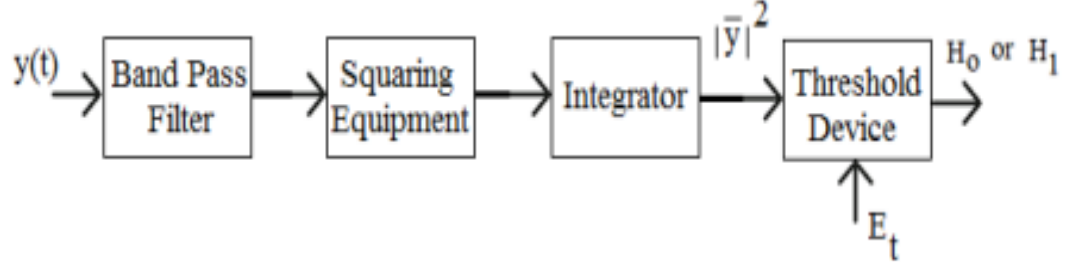 y(t)
Band Pass
Filter
Squaring
Equipment
Integrator
|ȳ|²
Threshold
Device
H₀ or H₁
Eₜ